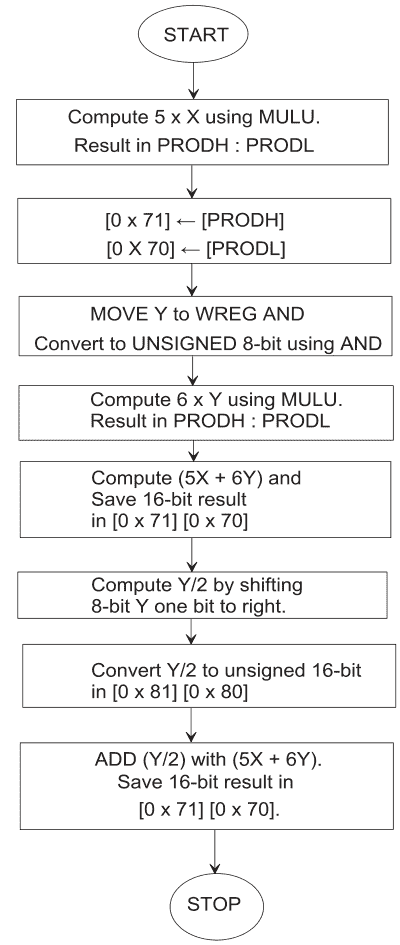 START
Compute 5 x X using MULU.
Result in PRODH : PRODL
[0 x 71] ← [PRODH]
[0 X 70] ← [PRODL]
MOVE Y to WREG AND
Convert to UNSIGNED 8-bit using AND
Compute 6 x Y using MULU.
Result in PRODH : PRODL
Compute (5X + 6Y) and
Save 16-bit result
in [0 x 71] [0 x 70]
Compute Y/2 by shifting
8-bit Y one bit to right.
Convert Y/2 to unsigned 16-bit
in [0 x 81] [0 x 80]
ADD (Y/2) with (5X + 6Y).
Save 16-bit result in
[0 x 71] [0 x 70].
STOP